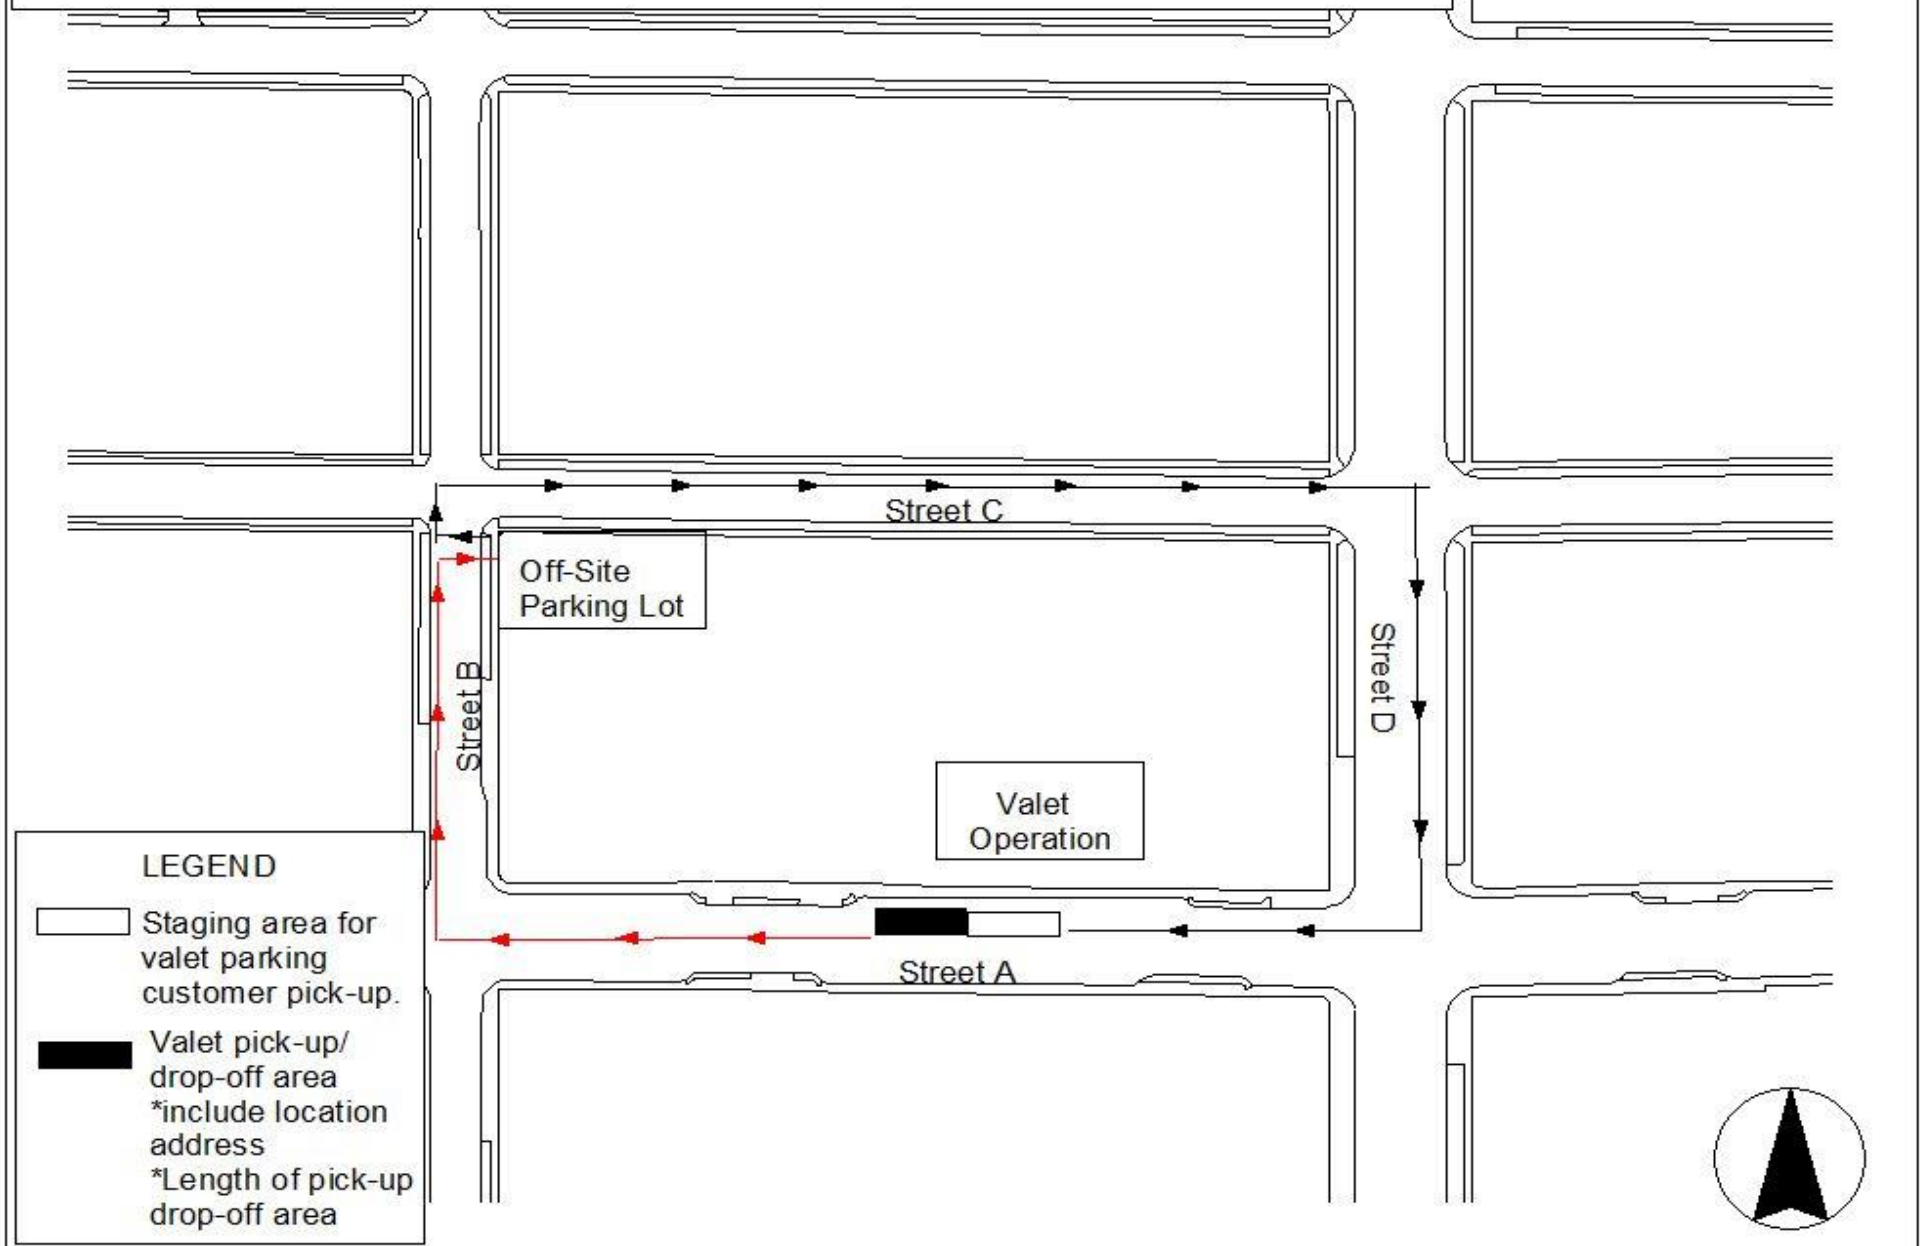 Street C
Off-Site
Parking Lot
Street B
Street D
Valet
Operation
Street A
LEGEND
Staging area for
valet parking
customer pick-up.
Valet pick-up/
drop-off area
*include location
address
*Length of pick-up
drop-off area